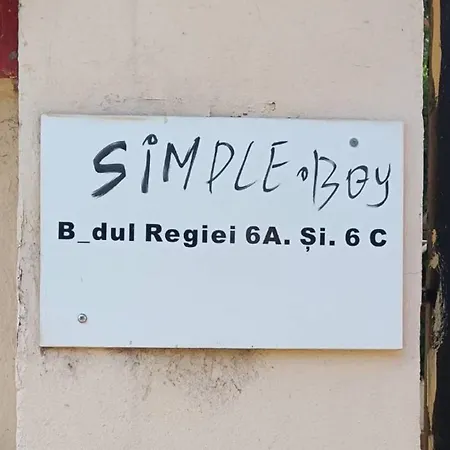 SiMPLE.BOY
B_dul Regiei 6A. Și. 6 C